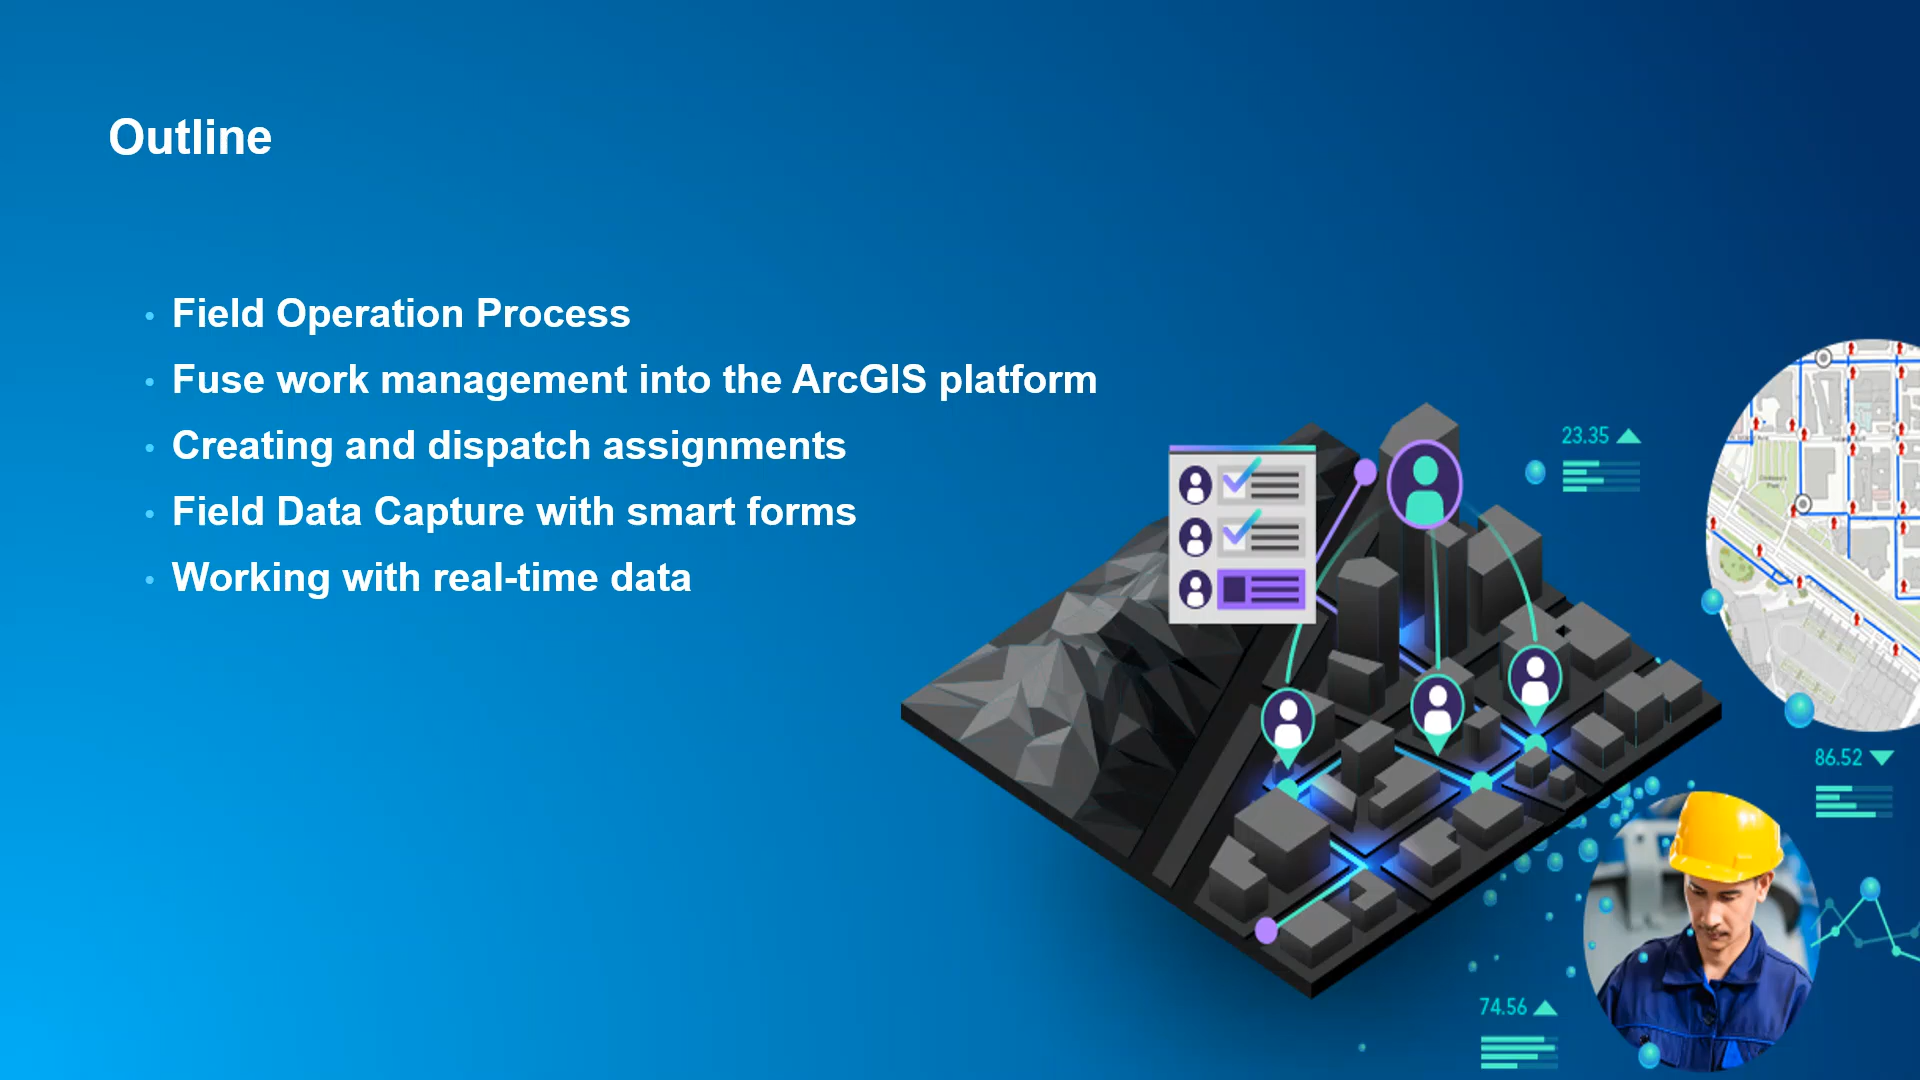 Outline
• Field Operation Process
• Fuse work management into the ArcGIS platform
• Creating and dispatch assignments
• Field Data Capture with smart forms
• Working with real-time data
23.35
86.52
74.56